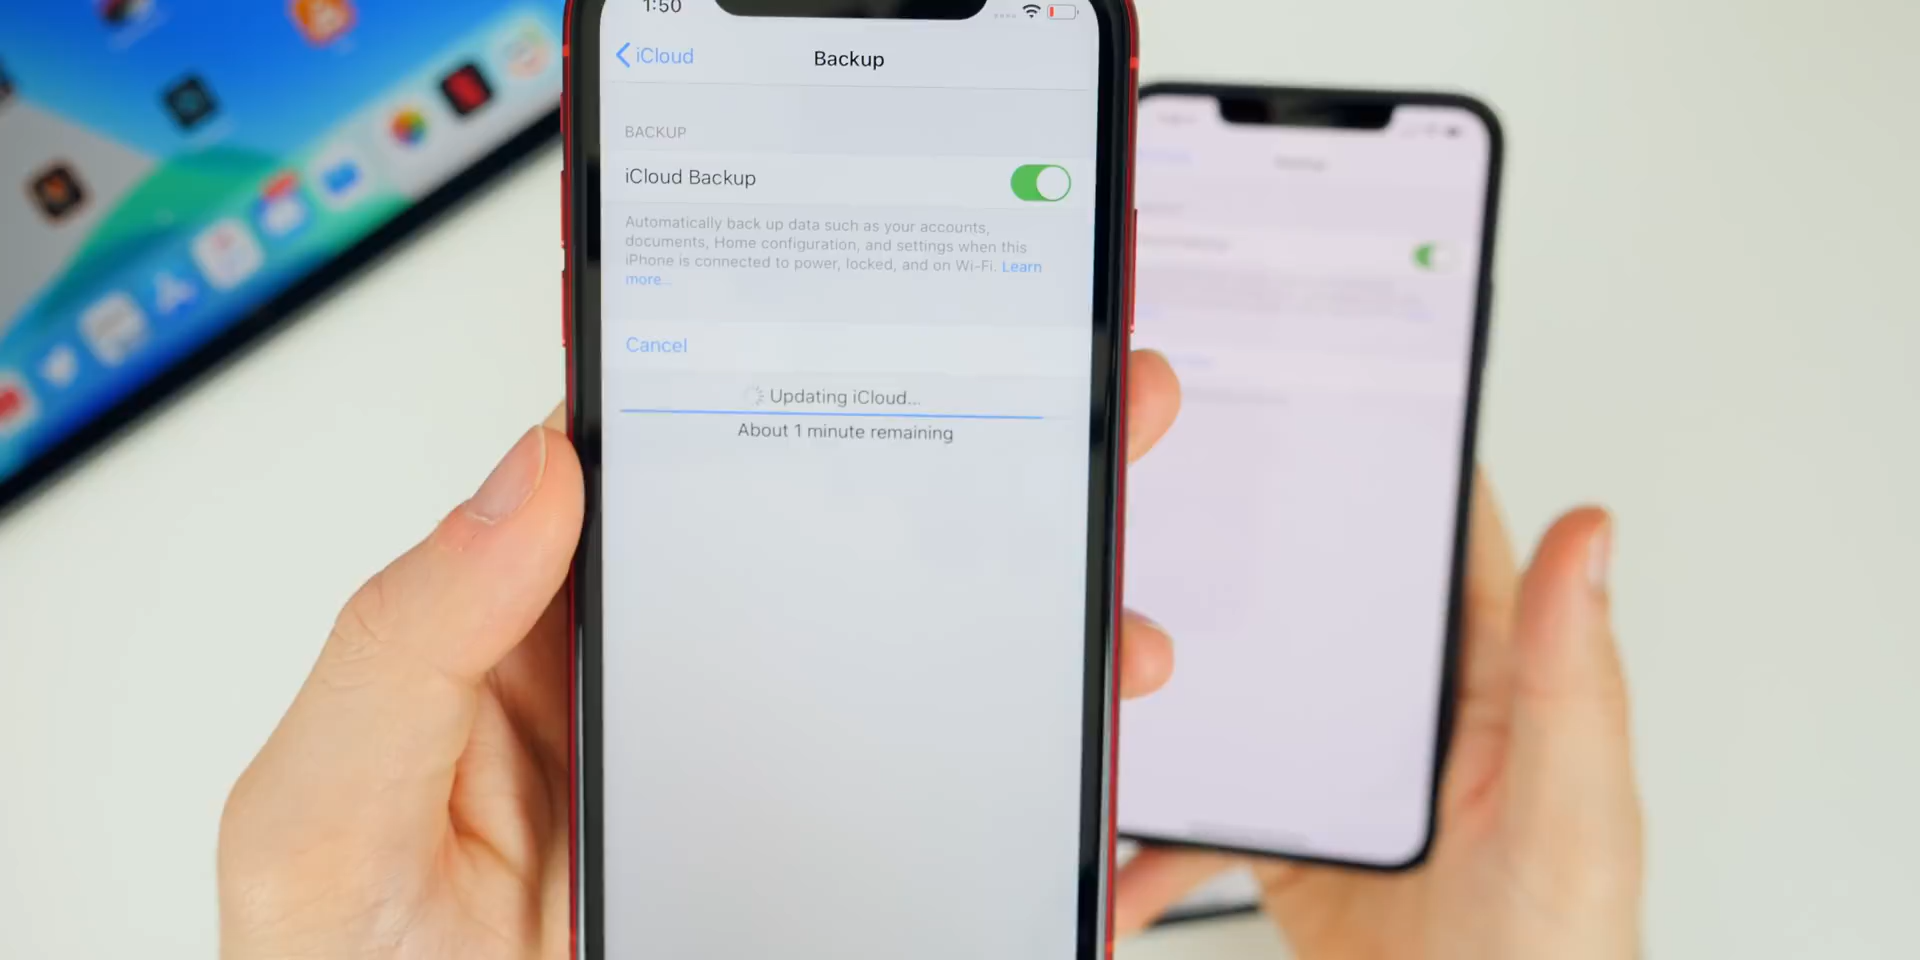 1:50
iCloud
Backup
BACKUP
iCloud Backup
Automatically back up data such as your accounts,
documents, Home configuration, and settings when this
iPhone is connected to power, locked, and on Wi-Fi. Learn
more...
Cancel
Updating iCloud...
About 1 minute remaining